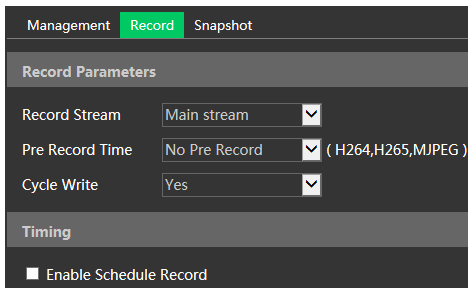 Management Record Snapshot
Record Parameters
Record Stream Main stream
Pre Record Time No Pre Record ( H264,H265,MJPEG )
Cycle Write Yes
Timing
Enable Schedule Record